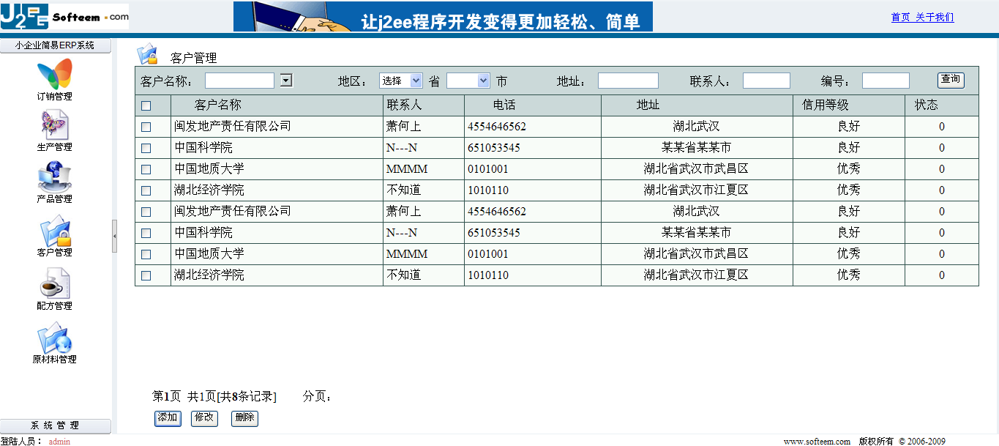 J2EE Softeem .com
让j2ee程序开发变得更加轻松、简单
首页 关于我们
小企业简易ERP系统
订销管理
生产管理
产品管理
客户管理
配方管理
原材料管理
系 统 管 理
登陆人员： admin
客户管理
客户名称： 地区： 选择 省 市 地址： 联系人： 编号： 查询
客户名称 联系人 电话 地址 信用等级 状态
闽发地产责任有限公司 萧何上 4554646562 湖北武汉 良好 0
中国科学院 N---N 651053545 某某省某某市 良好 0
中国地质大学 MMMM 0101001 湖北省武汉市武昌区 优秀 0
湖北经济学院 不知道 1010110 湖北省武汉市江夏区 优秀 0
闽发地产责任有限公司 萧何上 4554646562 湖北武汉 良好 0
中国科学院 N---N 651053545 某某省某某市 良好 0
中国地质大学 MMMM 0101001 湖北省武汉市武昌区 优秀 0
湖北经济学院 不知道 1010110 湖北省武汉市江夏区 优秀 0
第1页 共1页[共8条记录] 分页：
添加 修改 删除
www.softeem.com 版权所有 © 2006-2009